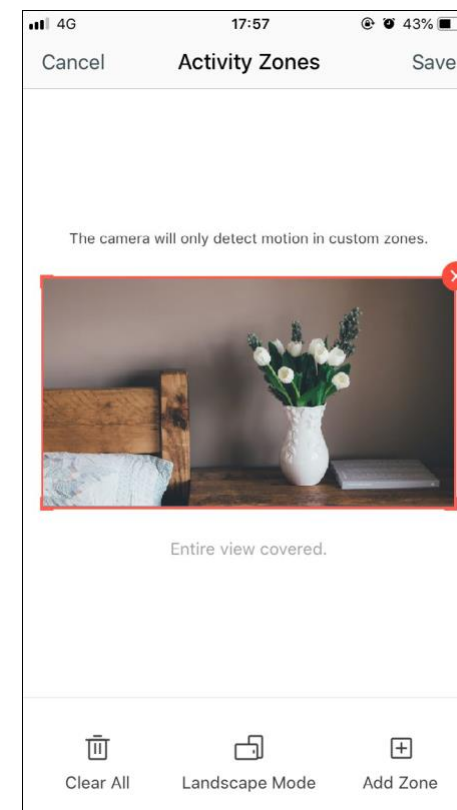 4G 17:57 43%
Cancel Activity Zones Save
The camera will only detect motion in custom zones.
Entire view covered.
Clear All Landscape Mode Add Zone